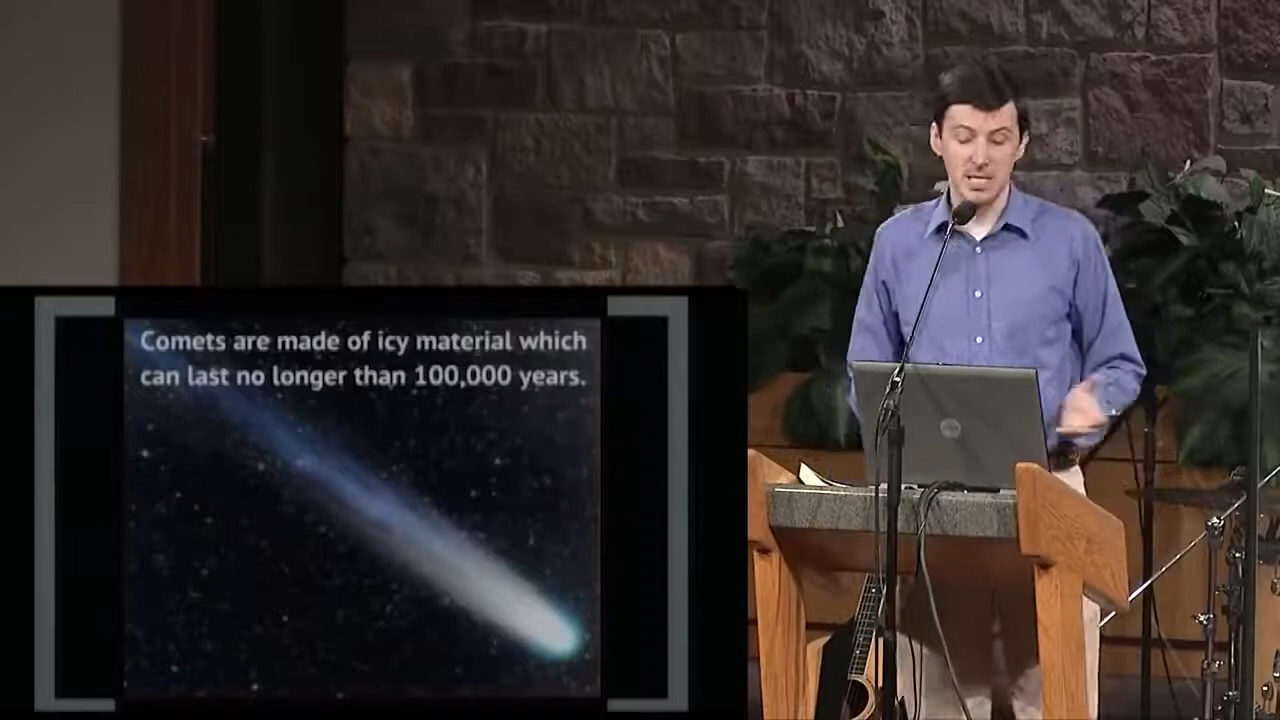 Comets are made of icy material which
can last no longer than 100,000 years.